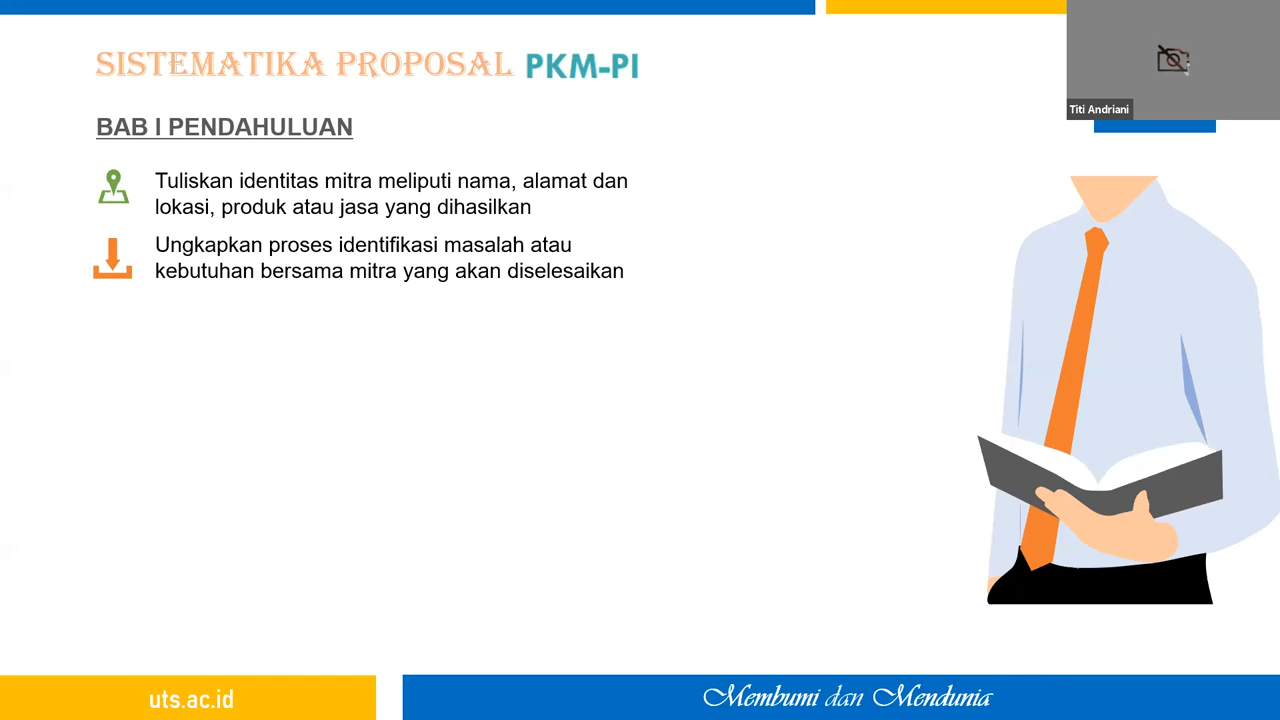 SISTEMATIKA PROPOSAL PKM-PI
Titi Andriani
BAB I PENDAHULUAN
Tuliskan identitas mitra meliputi nama, alamat dan
lokasi, produk atau jasa yang dihasilkan
Ungkapkan proses identifikasi masalah atau
kebutuhan bersama mitra yang akan diselesaikan
uts.ac.id
Membumi dan Mendunia